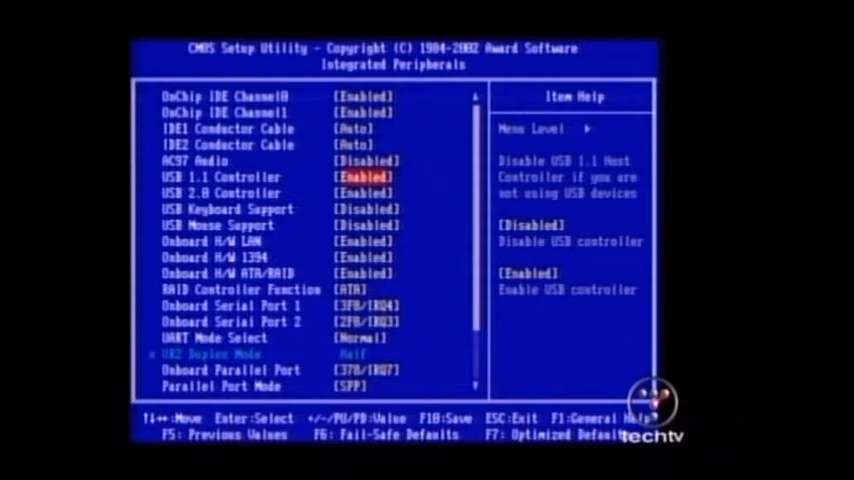 CMOS Setup Utility - Copyright (C) 1984-2002 Award Software
Integrated Peripherals
OnChip IDE Channel0 [Enabled]
OnChip IDE Channel1 [Enabled]
IDE1 Conductor Cable [Auto]
IDE2 Conductor Cable [Auto]
AC97 Audio [Disabled]
USB 1.1 Controller [Enabled]
USB 2.0 Controller [Enabled]
USB Keyboard Support [Disabled]
USB Mouse Support [Disabled]
Onboard H/W LAN [Enabled]
Onboard H/W 1394 [Enabled]
Onboard H/W ATA/RAID [Enabled]
RAID Controller Function [ATA]
Onboard Serial Port 1 [3F8/IRQ4]
Onboard Serial Port 2 [2F8/IRQ3]
UART Mode Select [Normal]
UR2 Duplex Mode Half
Onboard Parallel Port [378/IRQ7]
Parallel Port Mode [SPP]
Item Help
Menu Level
Disable USB 1.1 Host
Controller if you are
not using USB devices
[Disabled]
Disable USB controller
[Enabled]
Enable USB controller
↑↓→←:Move Enter:Select +/-/PU/PD:Value F10:Save ESC:Exit F1:General Help
F5: Previous Values F6: Fail-Safe Defaults F7: Optimized Defaults
techtv